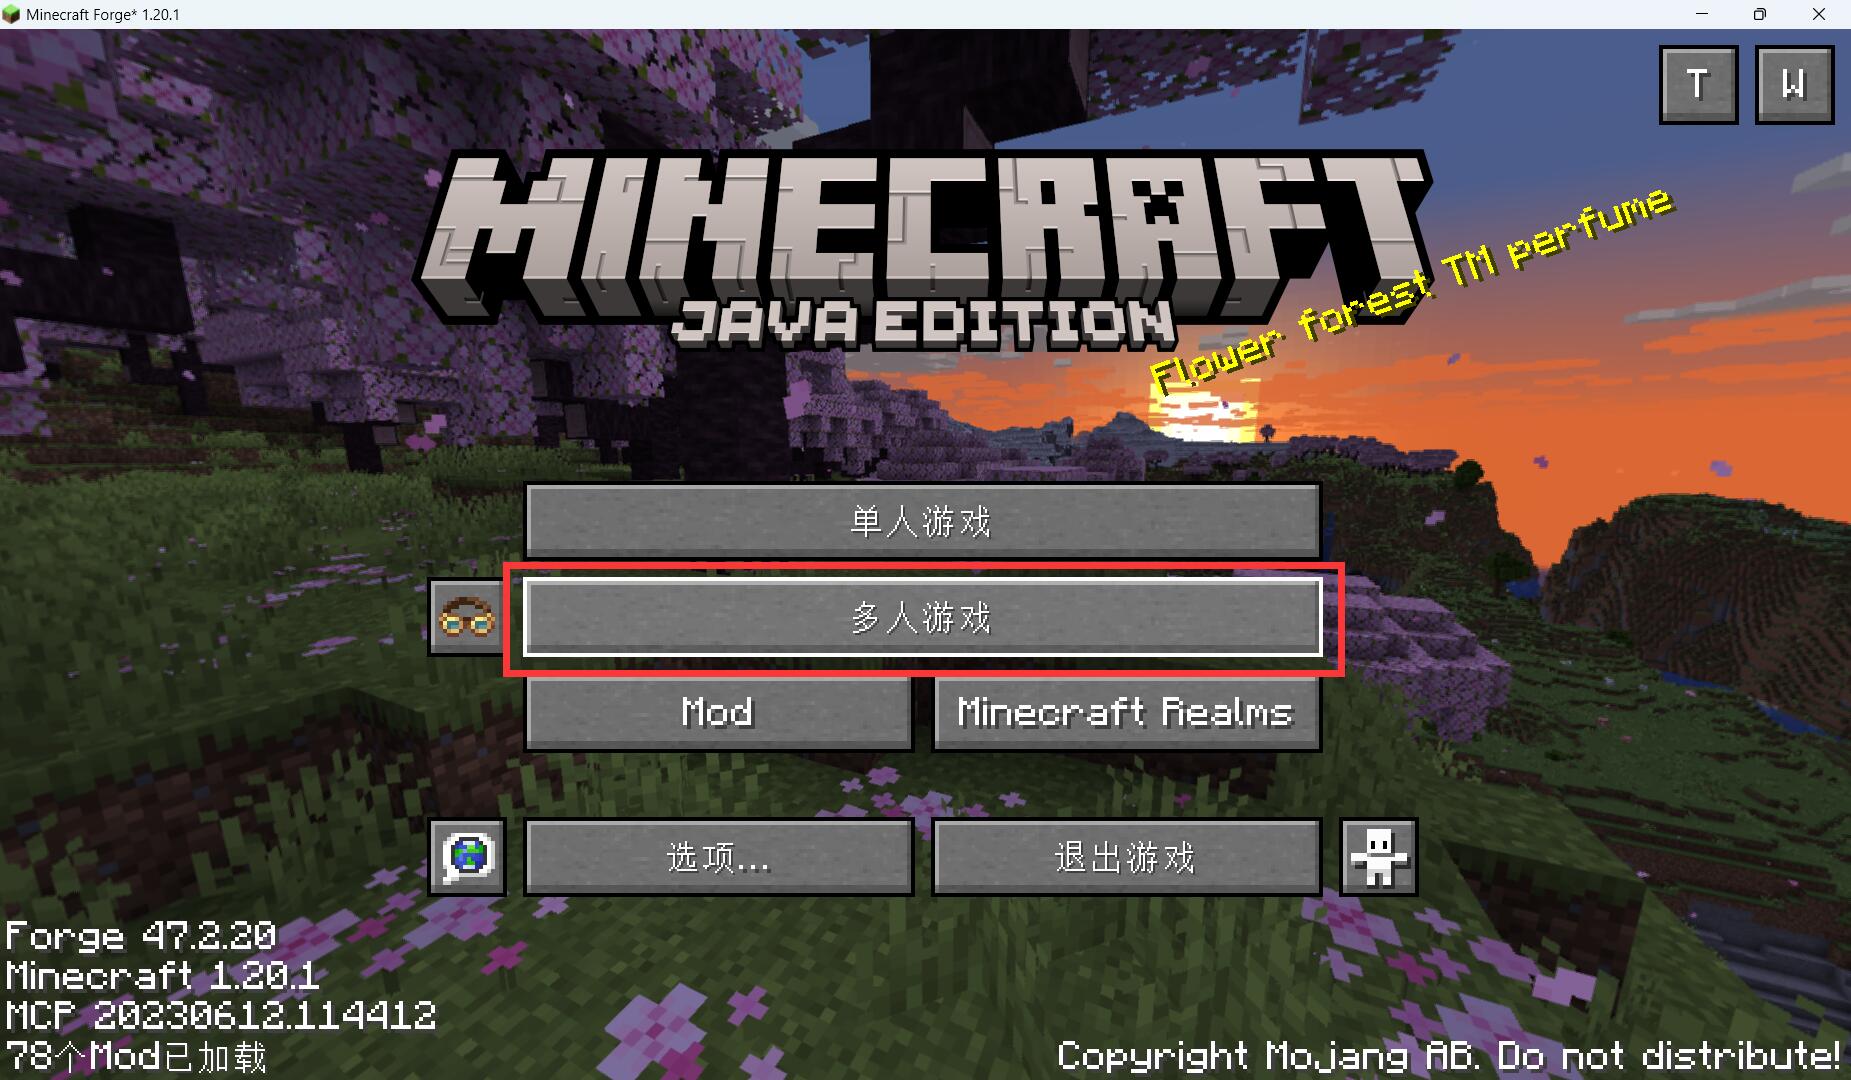 Minecraft Forge* 1.20.1
T
W
MINECRAFT
JAVA EDITION
Flower forest TM perfume
单人游戏
多人游戏
Mod
Minecraft Realms
选项...
退出游戏
Forge 47.2.20
Minecraft 1.20.1
MCP 20230612.114412
78个Mod已加载
Copyright Mojang AB. Do not distribute!